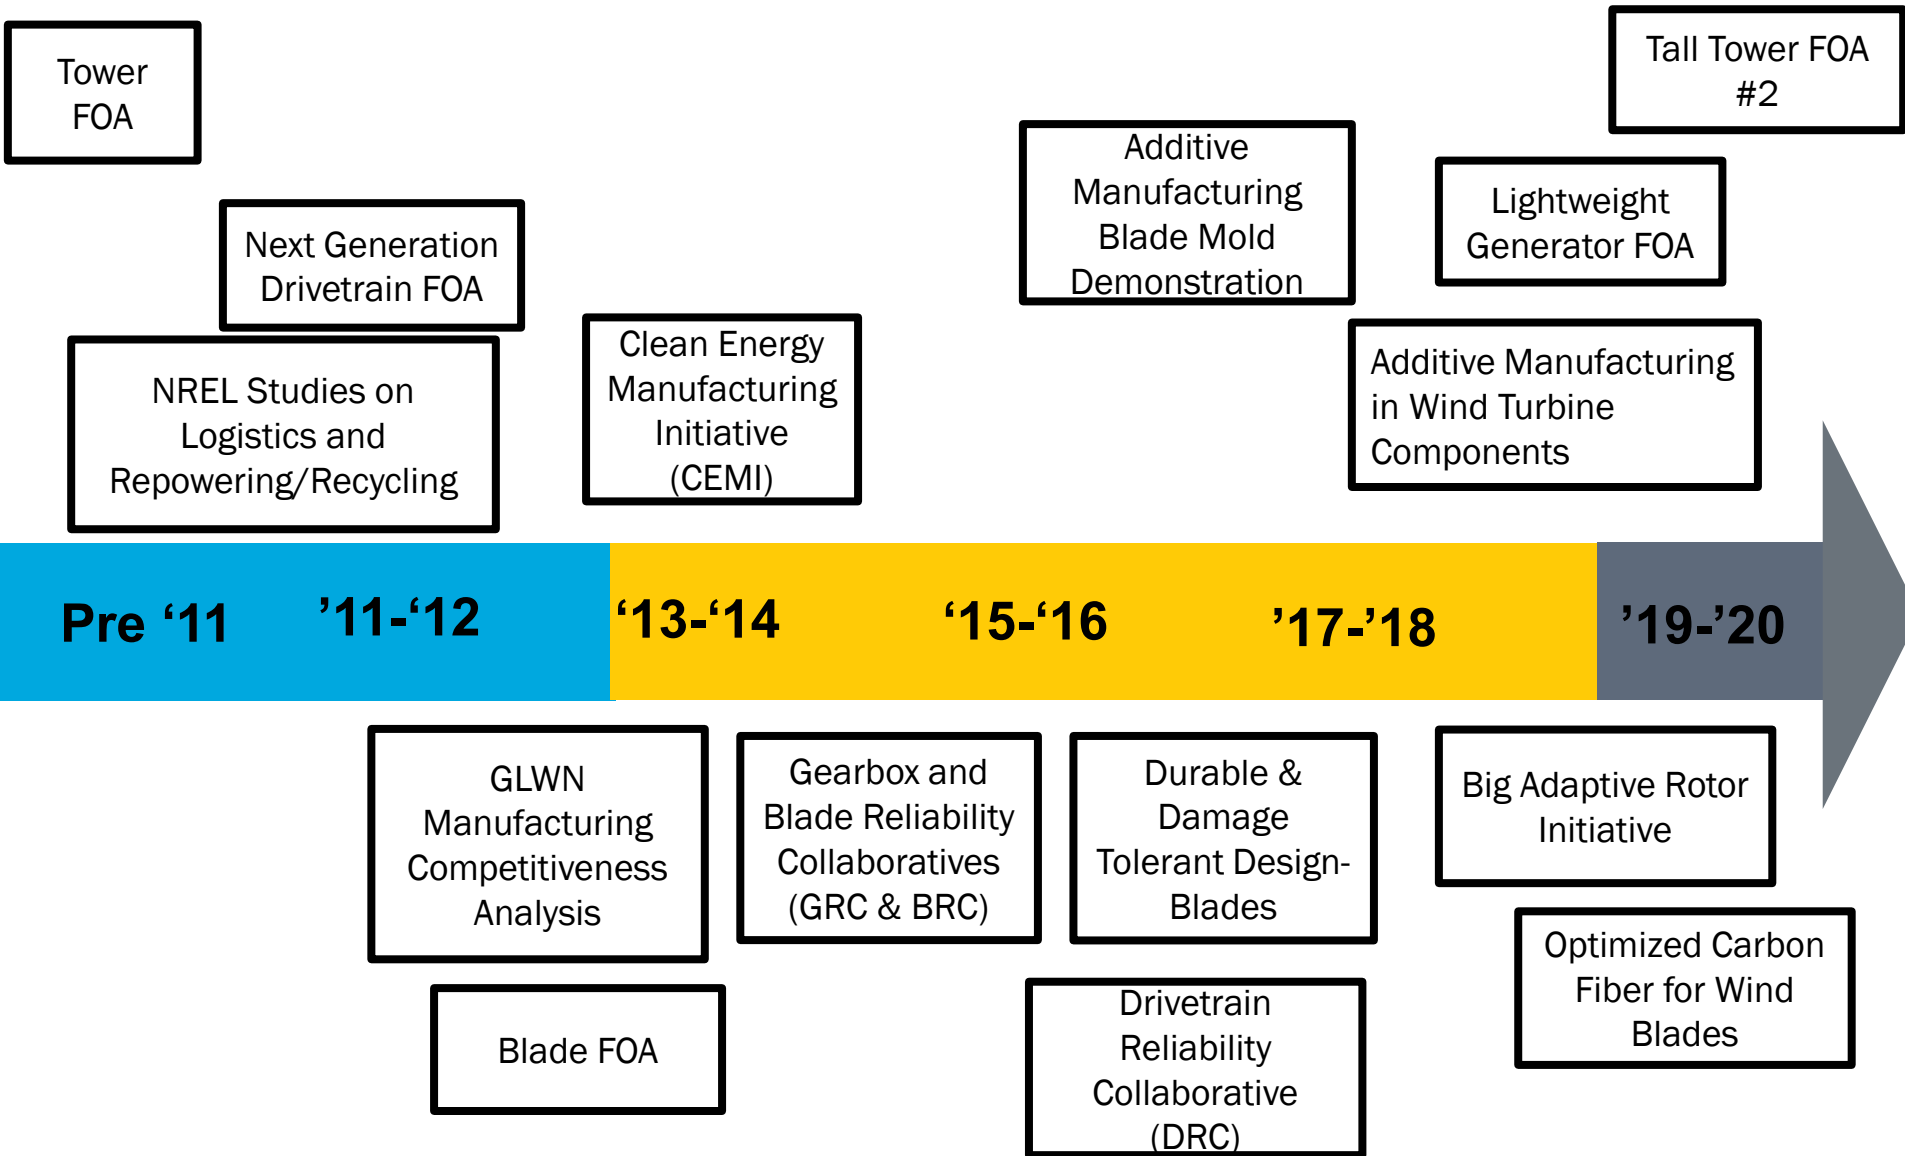 Tower
FOA
Tall Tower FOA
#2
Additive
Manufacturing
Blade Mold
Demonstration
Lightweight
Generator FOA
Next Generation
Drivetrain FOA
Clean Energy
Manufacturing
Initiative
(CEMI)
Additive Manufacturing
in Wind Turbine
Components
NREL Studies on
Logistics and
Repowering/Recycling
Pre ‘11
’11-‘12
‘13-‘14
‘15-‘16
’17-’18
’19-’20
GLWN
Manufacturing
Competitiveness
Analysis
Gearbox and
Blade Reliability
Collaboratives
(GRC & BRC)
Durable &
Damage
Tolerant Design-
Blades
Big Adaptive Rotor
Initiative
Blade FOA
Drivetrain
Reliability
Collaborative
(DRC)
Optimized Carbon
Fiber for Wind
Blades